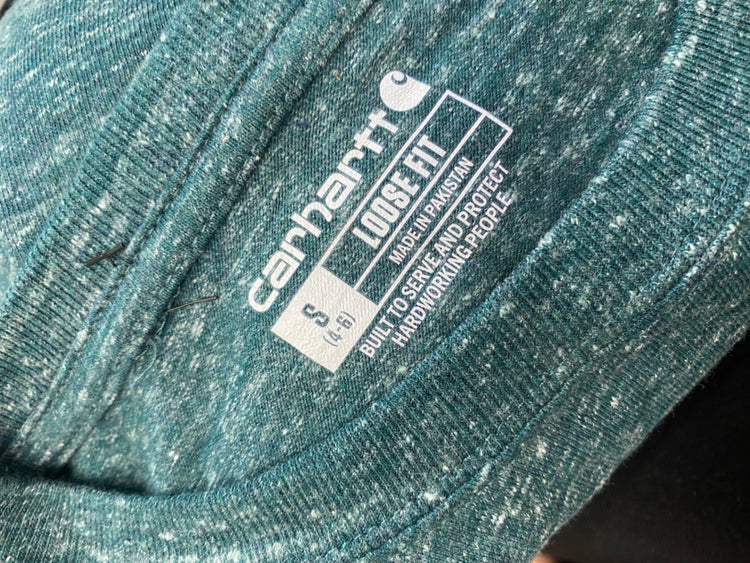 carhartt
S
(4-6)
LOOSE FIT
MADE IN PAKISTAN
BUILT TO SERVE AND PROTECT
HARDWORKING PEOPLE